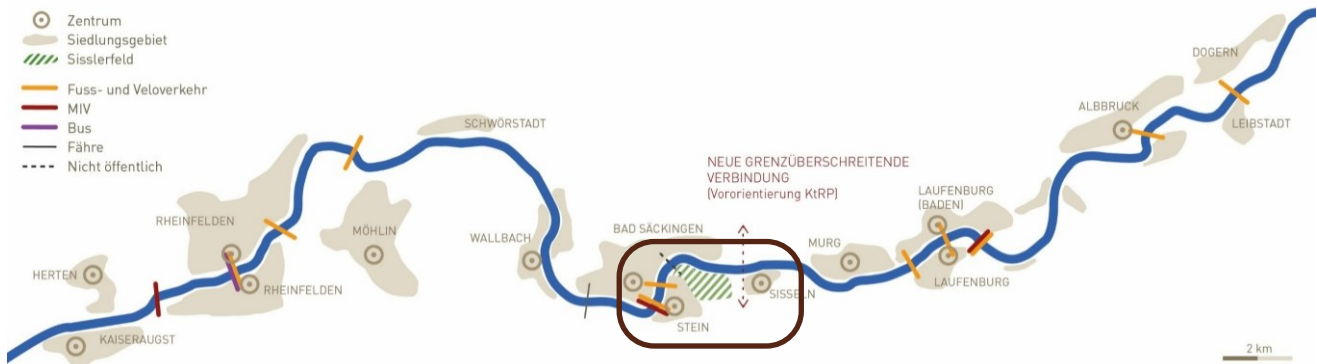 Zentrum
Siedlungsgebiet
Sisslerfeld
Fuss- und Veloverkehr
MIV
Bus
Fähre
Nicht öffentlich
DOGERN
ALBBRUCK
LEIBSTADT
SCHWÖRSTADT
NEUE GRENZÜBERSCHREITENDE
VERBINDUNG
(Vororientierung KtRP)
LAUFENBURG
(BADEN)
RHEINFELDEN
MÖHLIN
WALLBACH
BAD SÄCKINGEN
MURG
HERTEN
RHEINFELDEN
SISSELN
LAUFENBURG
STEIN
KAISERAUGST
2 km